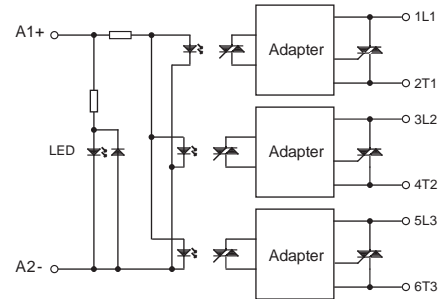 1L1
A1+
Adapter
2T1
3L2
LED
Adapter
4T2
5L3
Adapter
A2-
6T3